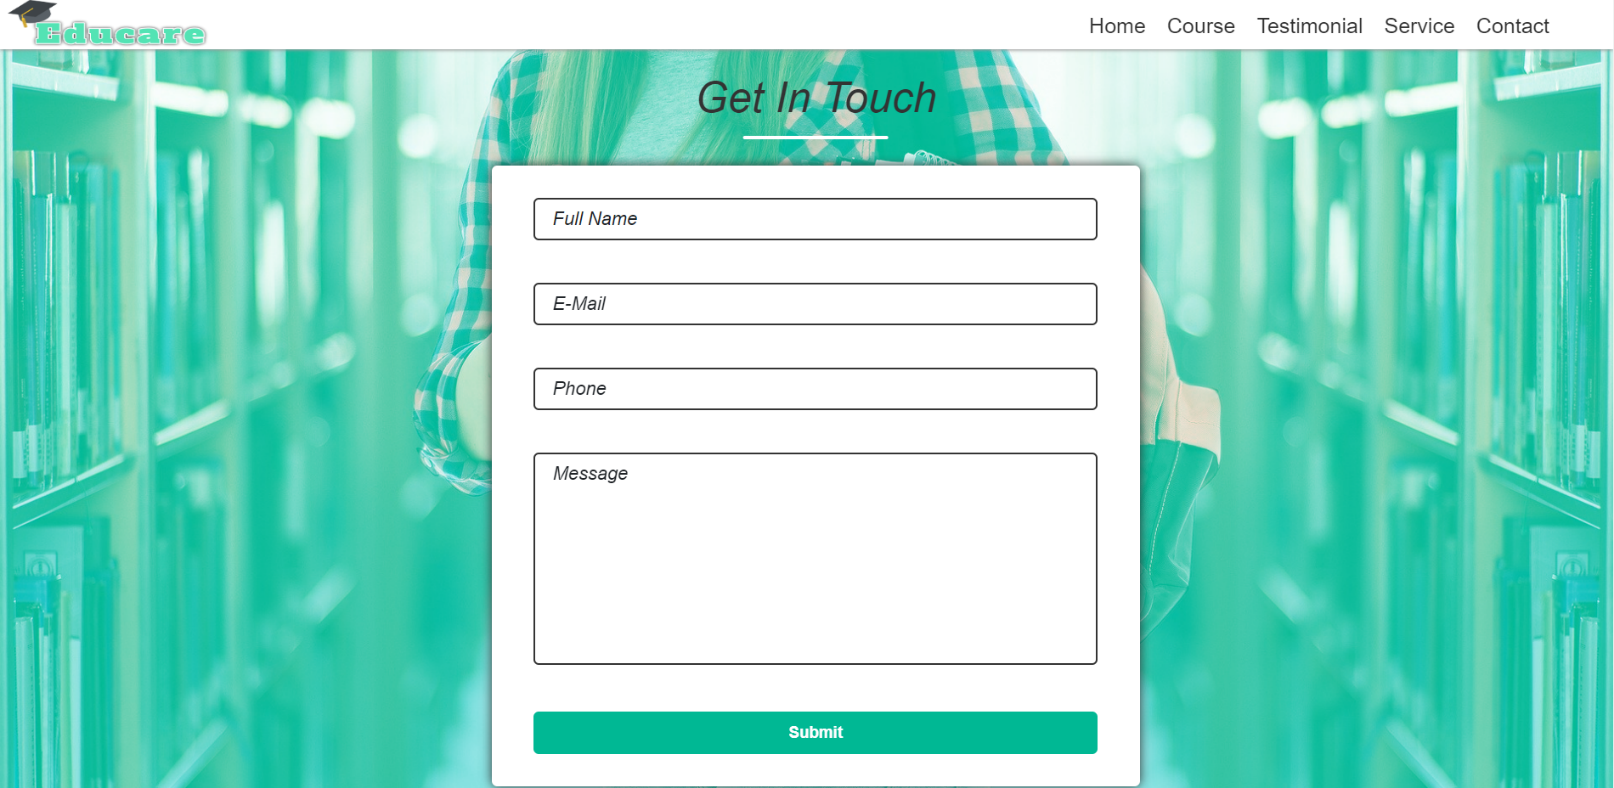 Educare
Home Course Testimonial Service Contact
Get In Touch
Full Name
E-Mail
Phone
Message
Submit